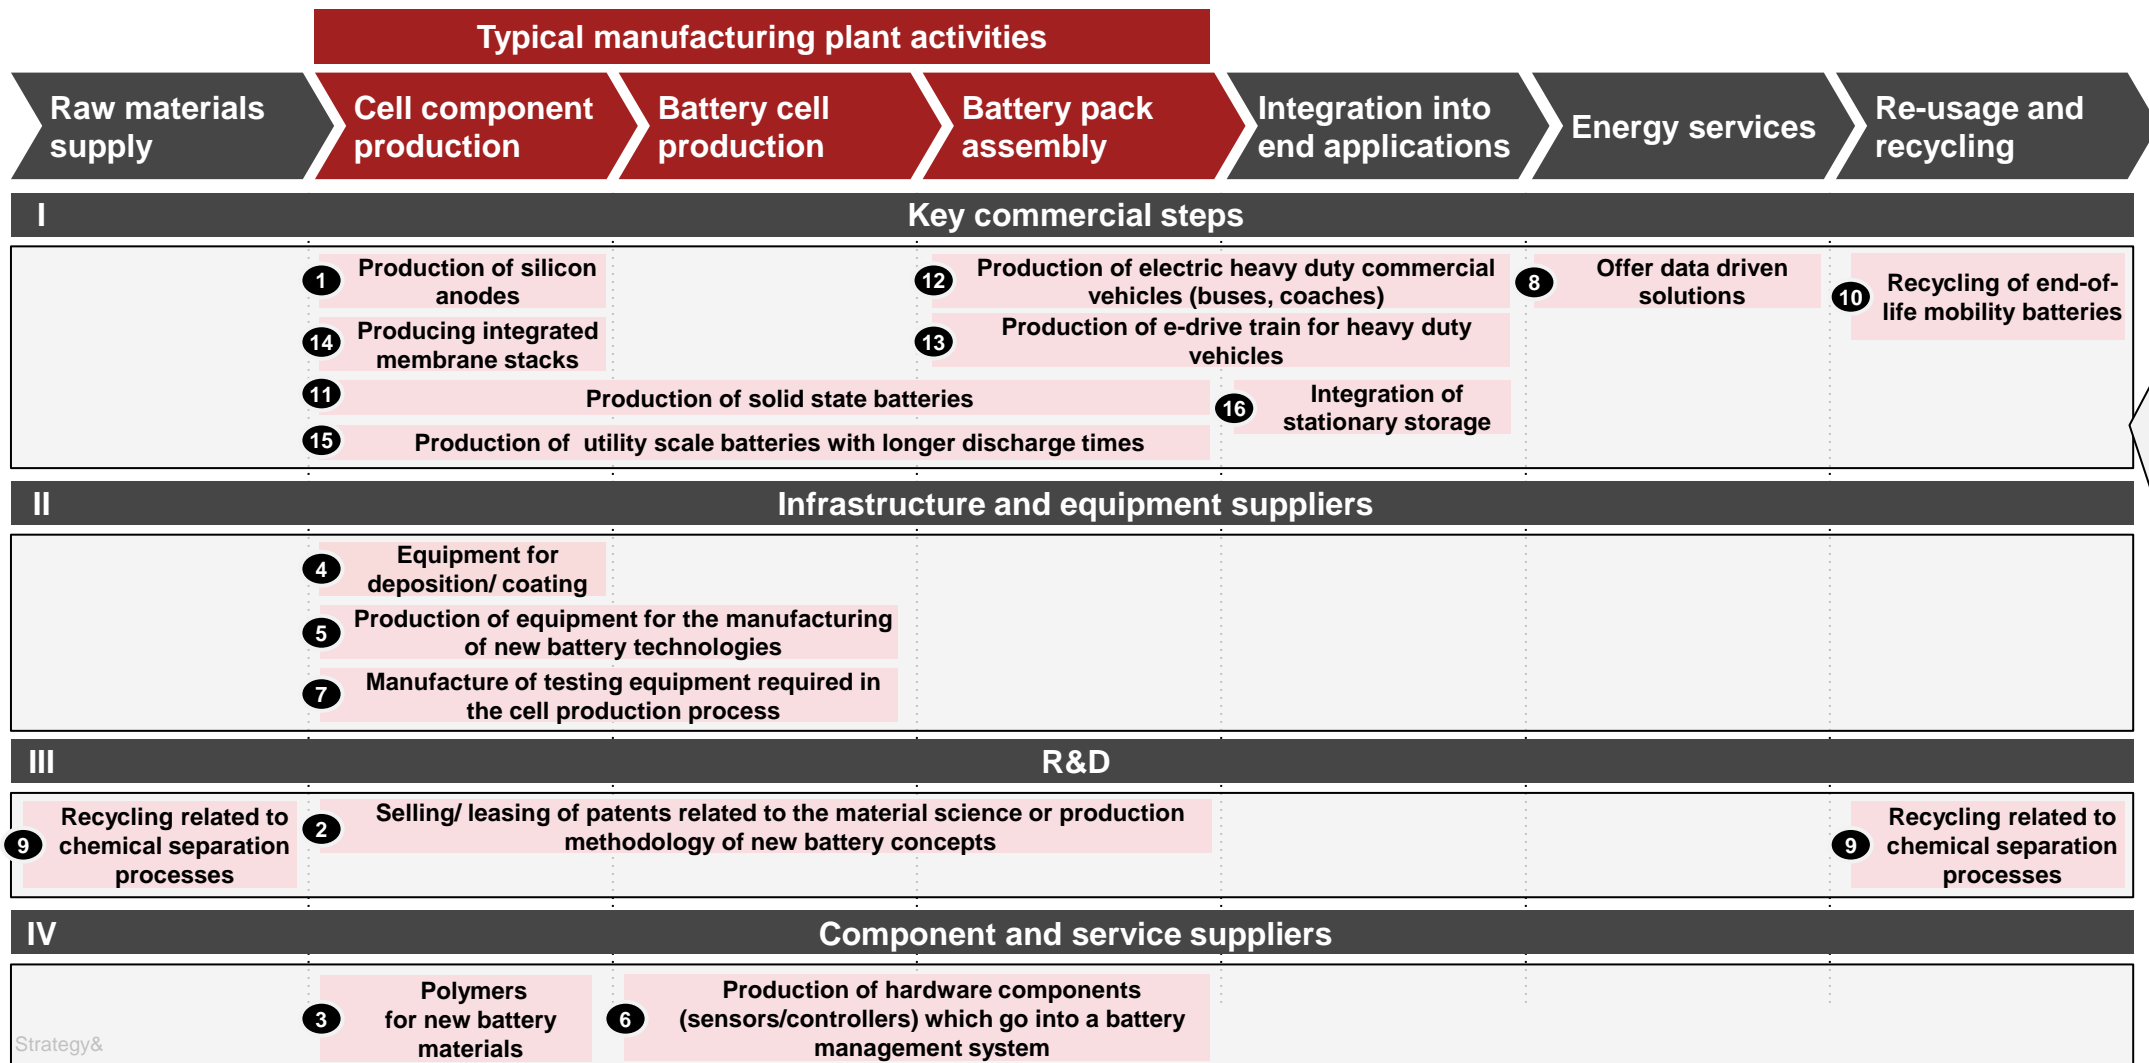 Typical manufacturing plant activities
Raw materials
supply
Cell component
production
Battery cell
production
Battery pack
assembly
Integration into
end applications
Energy services
Re-usage and
recycling
I
Key commercial steps
1
Production of silicon
anodes
12
Production of electric heavy duty commercial
vehicles (buses, coaches)
8
Offer data driven
solutions
10
Recycling of end-of-
life mobility batteries
14
Producing integrated
membrane stacks
13
Production of e-drive train for heavy duty
vehicles
11
Production of solid state batteries
16
Integration of
stationary storage
15
Production of utility scale batteries with longer discharge times
II
Infrastructure and equipment suppliers
4
Equipment for
deposition/ coating
5
Production of equipment for the manufacturing
of new battery technologies
7
Manufacture of testing equipment required in
the cell production process
III
R&D
9
Recycling related to
chemical separation
processes
2
Selling/ leasing of patents related to the material science or production
methodology of new battery concepts
9
Recycling related to
chemical separation
processes
IV
Component and service suppliers
3
Polymers
for new battery
materials
6
Production of hardware components
(sensors/controllers) which go into a battery
management system
Strategy&